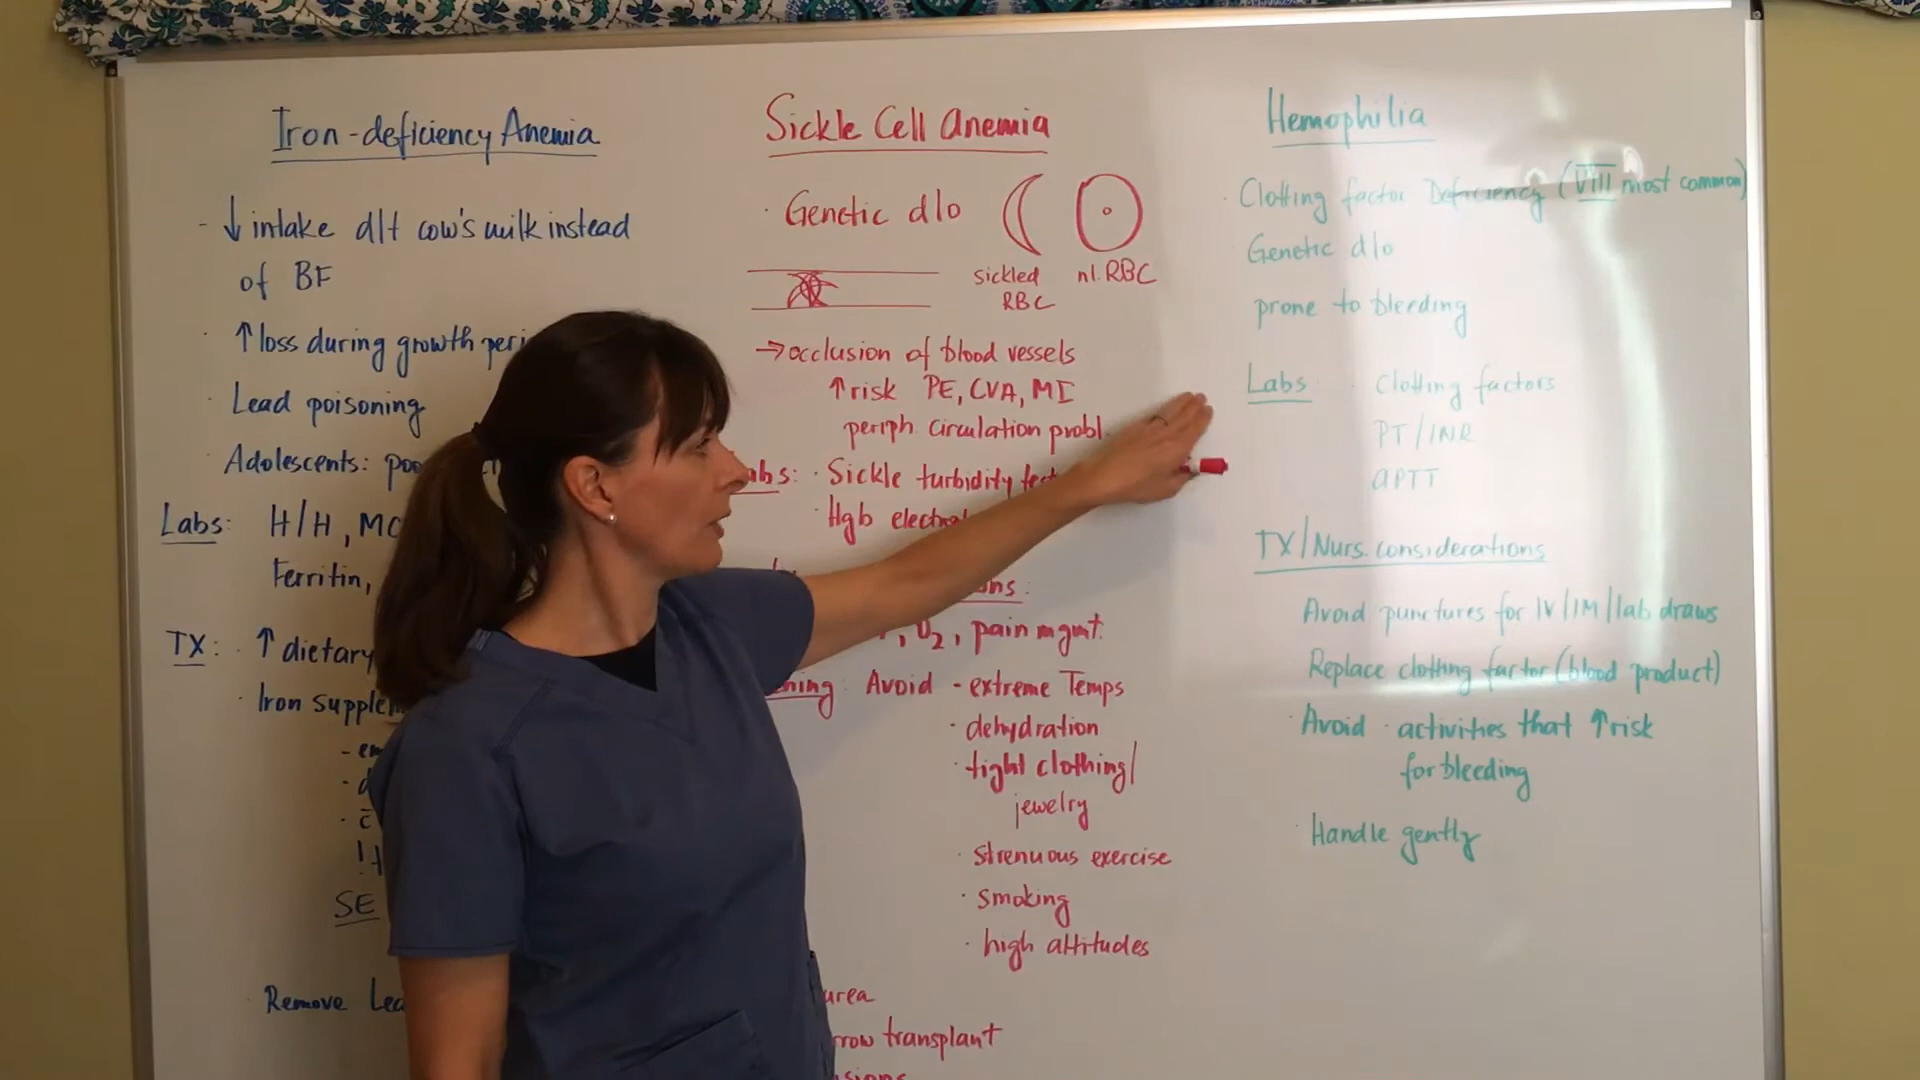 Iron-deficiency Anemia
- ↓ intake d/t cow's milk instead
of BF
· ↑ loss during growth peri
Lead poisoning
Adolescents: poo
Labs: H/H, MC
Ferritin,
TX: · ↑ dietary
· Iron supplem
- em
- d
· c̄
!
SE
Remove Lea
Sickle Cell Anemia
· Genetic d/o
sickled nl. RBC
RBC
→ occlusion of blood vessels
↑ risk PE, CVA, MI
periph. circulation probl.
abs: · Sickle turbidity test
· Hgb electro
ons:
, O2, pain mgmt.
ning: Avoid - extreme Temps
· dehydration
· tight clothing/
jewelry
· Strenuous exercise
· smoking
· high altitudes
urea
rrow transplant
sions
Hemophilia
· Clotting factor Deficiency (VIII most common)
Genetic d/o
prone to bleeding
Labs · Clotting factors
PT/INR
aPTT
TX/Nurs. considerations
Avoid punctures for IV/IM/lab draws
Replace clothing factor (blood product)
· Avoid · activities that ↑ risk
for bleeding
· Handle gently